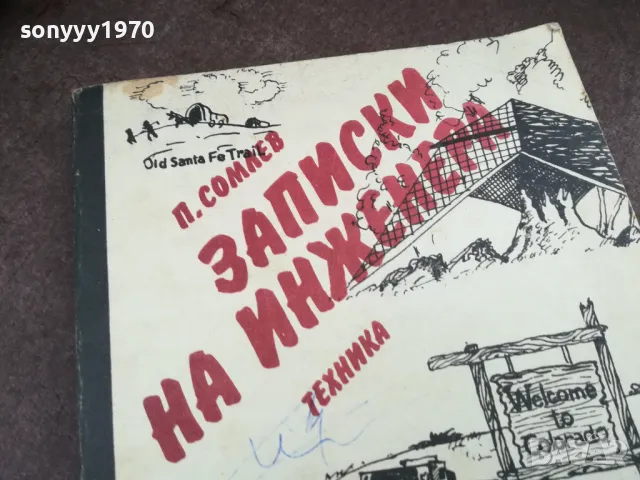 sonyyy1970
Old Santa Fe Trail
П. СОМЛЕВ
ЗАПИСКИ
НА ИНЖЕНЕРА
ТЕХНИКА
Welcome
to
Colorado